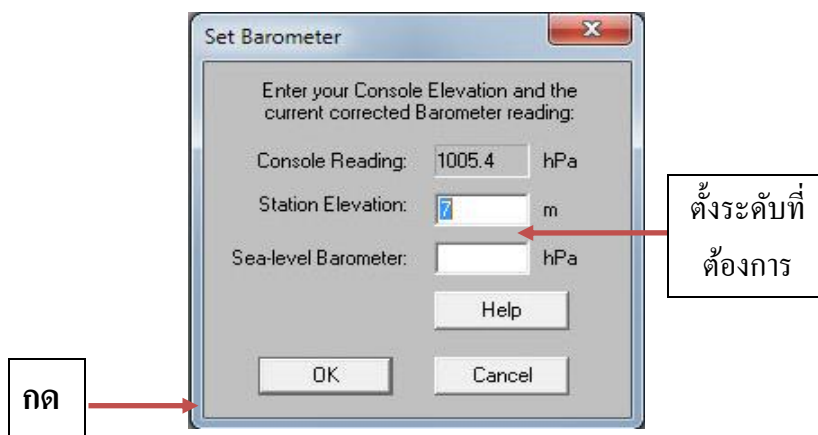 Set Barometer
Enter your Console Elevation and the
current corrected Barometer reading:
Console Reading: 1005.4 hPa
Station Elevation: 7 m
Sea-level Barometer: hPa
Help
OK Cancel
ตั้งระดับที่
ต้องการ
กด